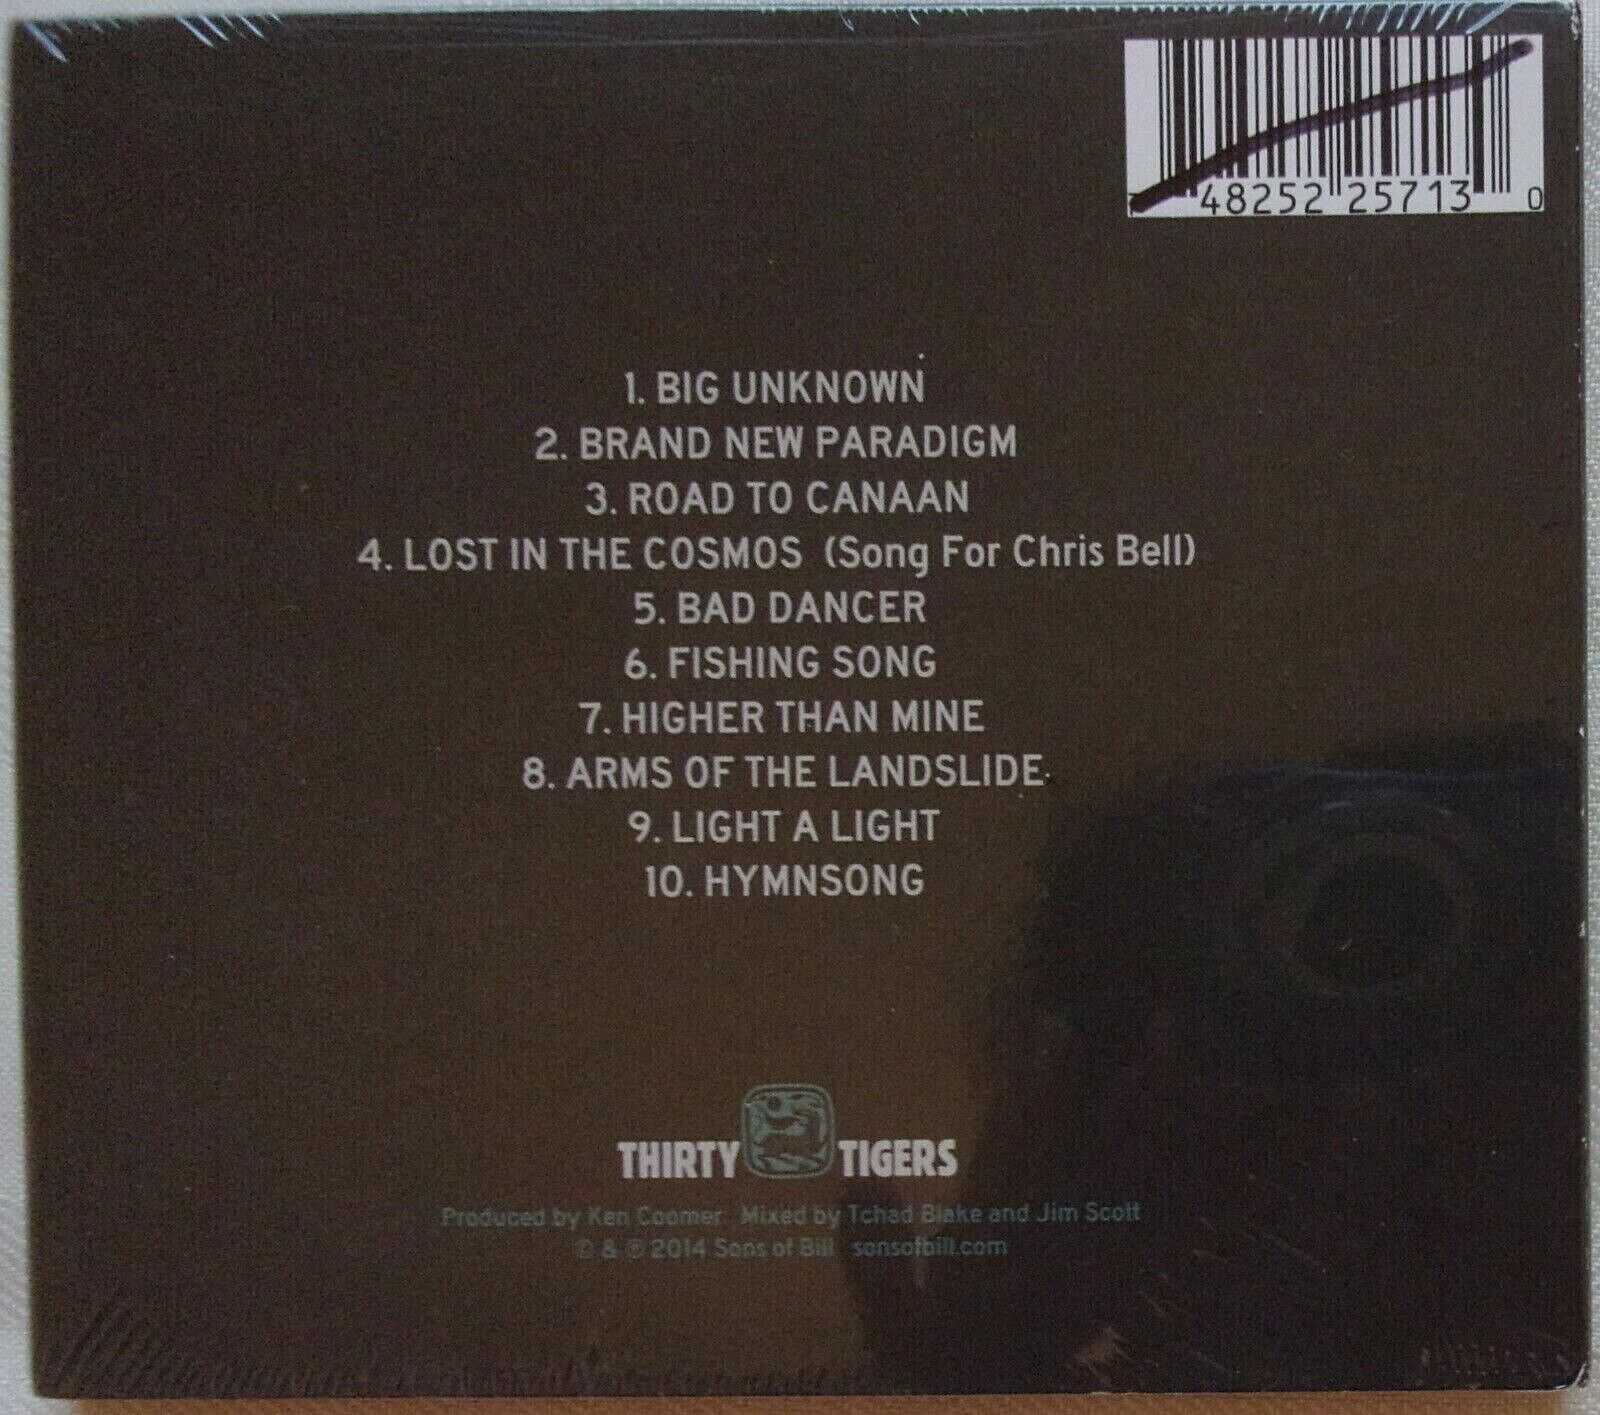 48252 25713 0
1. BIG UNKNOWN
2. BRAND NEW PARADIGM
3. ROAD TO CANAAN
4. LOST IN THE COSMOS (Song For Chris Bell)
5. BAD DANCER
6. FISHING SONG
7. HIGHER THAN MINE
8. ARMS OF THE LANDSLIDE
9. LIGHT A LIGHT
10. HYMNSONG
THIRTY TIGERS
Produced by Ken Coomer Mixed by Tchad Blake and Jim Scott
© & ℗ 2014 Sons of Bill sonsofbill.com